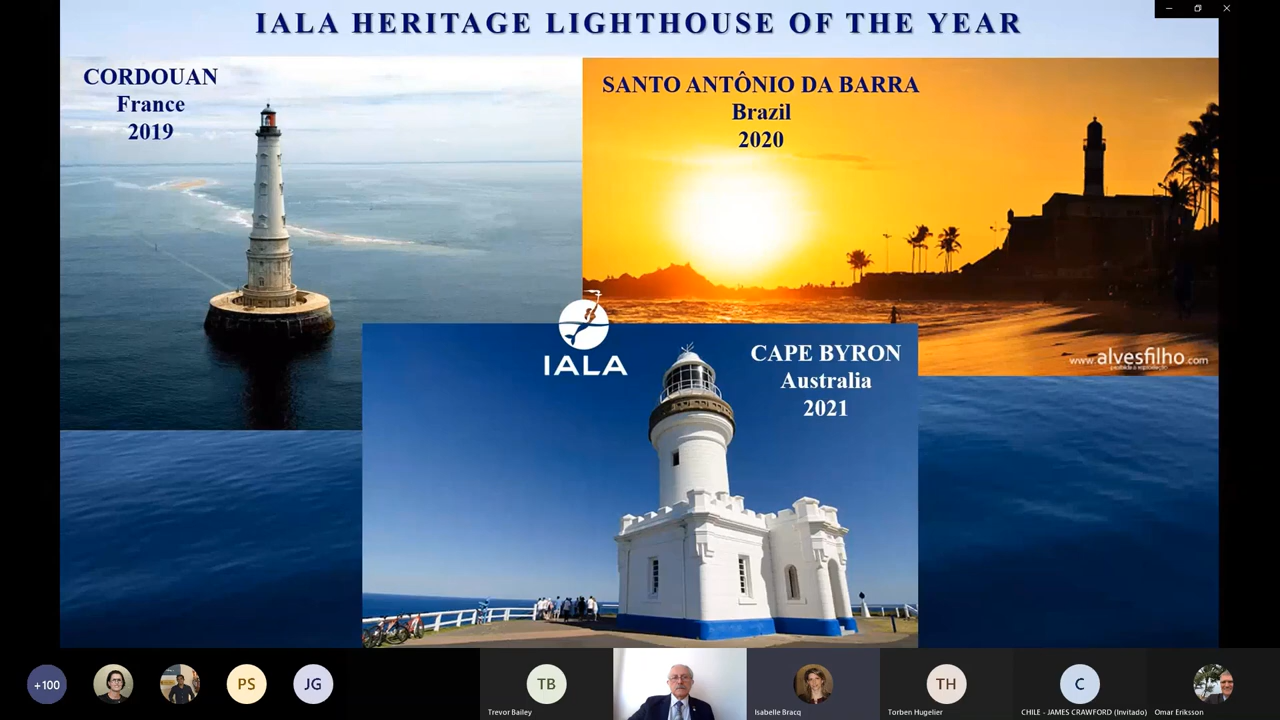 IALA HERITAGE LIGHTHOUSE OF THE YEAR
CORDOUAN
France
2019
SANTO ANTÔNIO DA BARRA
Brazil
2020
IALA
CAPE BYRON
Australia
2021
www.alvesfilho.com
+100
PS
JG
TB
TH
C
Trevor Bailey
Isabelle Bracq
Torben Hugelier
CHILE - JAMES CRAWFORD (Invitado)
Omar Eriksson